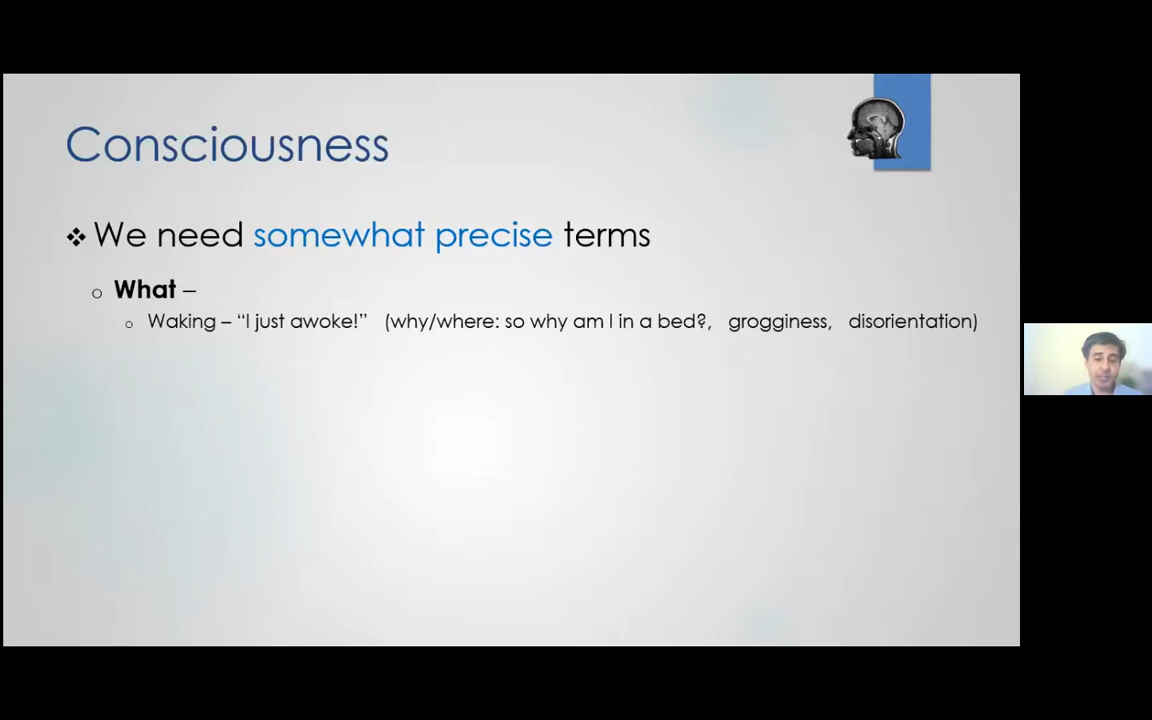 Consciousness
We need somewhat precise terms
What –
Waking – “I just awoke!” (why/where: so why am I in a bed?, grogginess, disorientation)